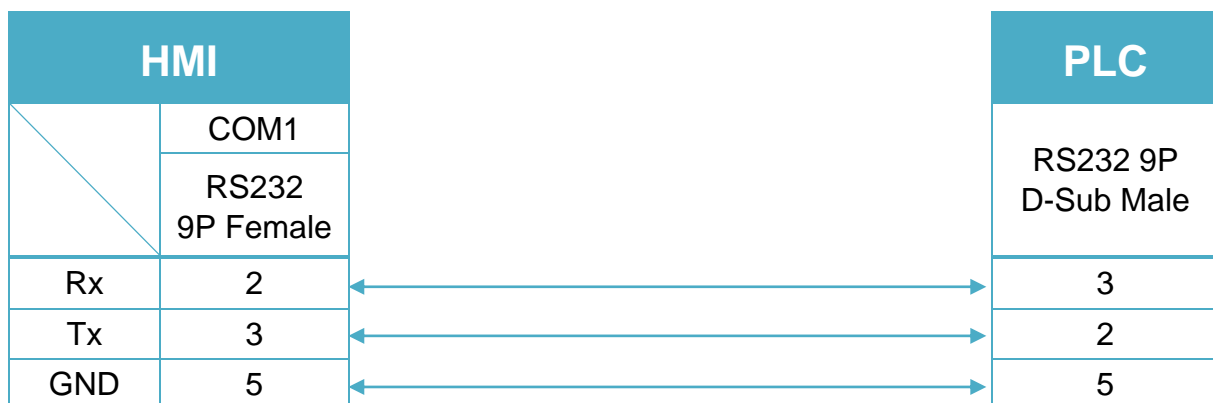 HMI
PLC
COM1
RS232
9P Female
RS232 9P
D-Sub Male
Rx 2 3
Tx 3 2
GND 5 5